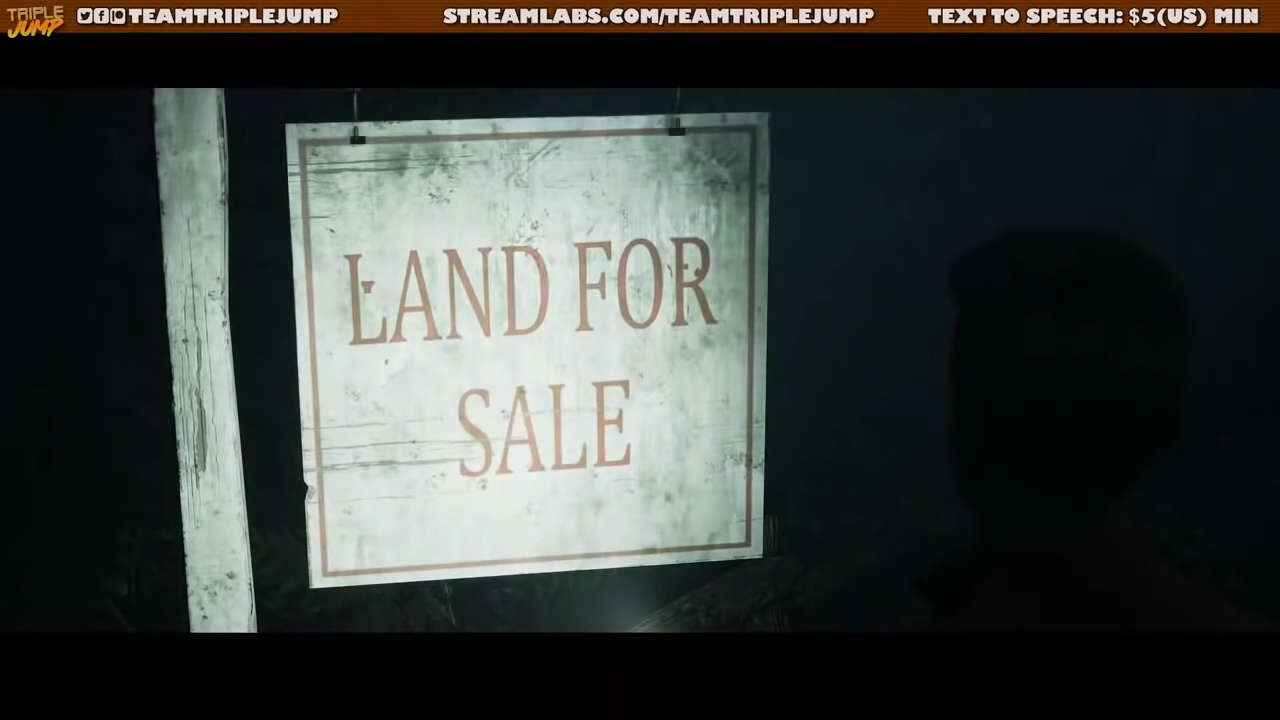 TRIPLE
JUMP
TEAMTRIPLEJUMP
STREAMLABS.COM/TEAMTRIPLEJUMP
TEXT TO SPEECH: $5(US) MIN
LAND FOR
SALE